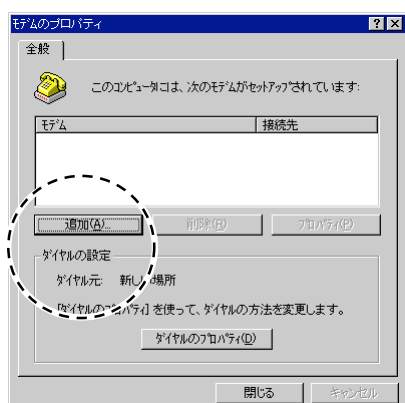 ﾓﾃﾞﾑのプロパティ
全般
このｺﾝﾋﾟｭｰﾀには、次のﾓﾃﾞﾑがｾｯﾄｱｯﾌﾟされています:
ﾓﾃﾞﾑ 接続先
追加(A)... 削除(R) ﾌﾟﾛﾊﾟﾃｨ(P)
ﾀﾞｲﾔﾙの設定
ﾀﾞｲﾔﾙ元: 新しい場所
[ﾀﾞｲﾔﾙのﾌﾟﾛﾊﾟﾃｨ] を使って、ﾀﾞｲﾔﾙの方法を変更します。
ﾀﾞｲﾔﾙのﾌﾟﾛﾊﾟﾃｨ(D)
閉じる キャンセル